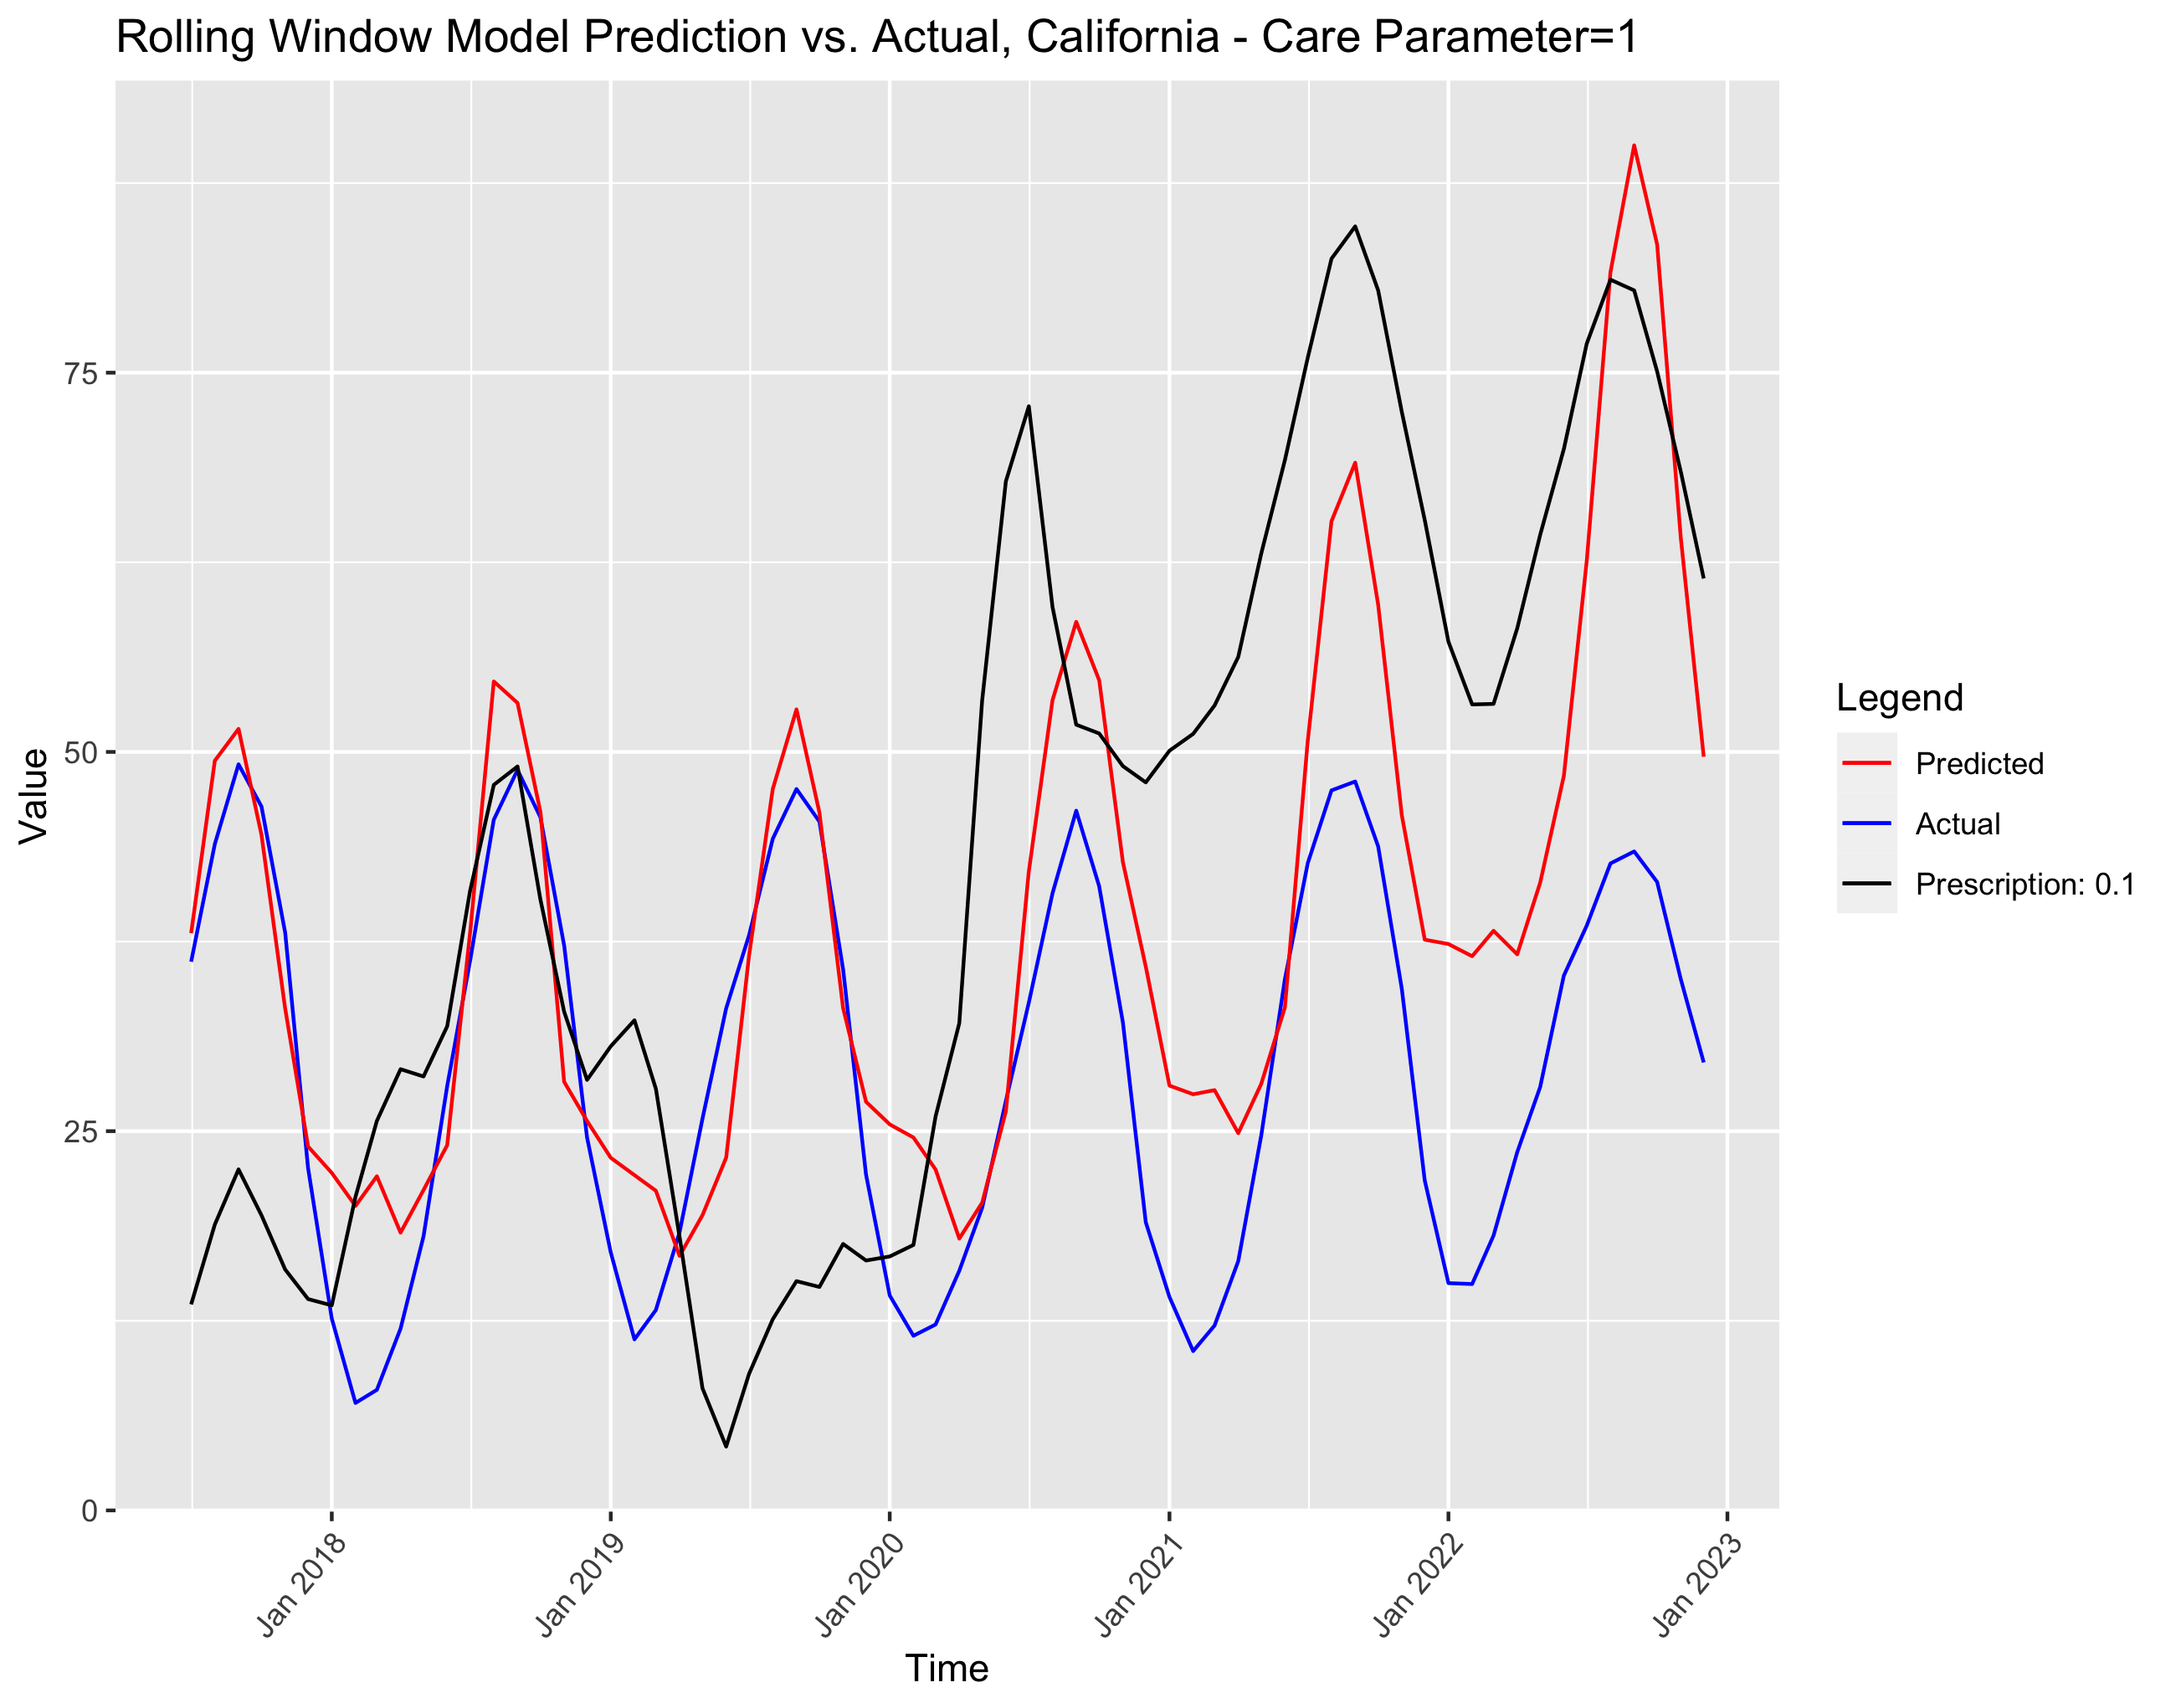 Rolling Window Model Prediction vs. Actual, California - Care Parameter=1
Value
75
50
25
0
Jan 2018
Jan 2019
Jan 2020
Jan 2021
Jan 2022
Jan 2023
Time
Legend
Predicted
Actual
Prescription: 0.1